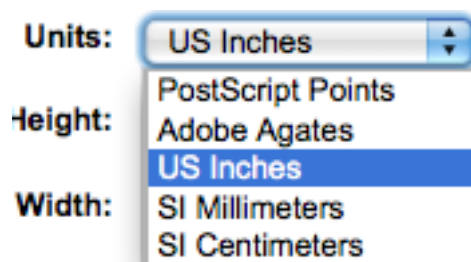 Units: US Inches
PostScript Points
Height: Adobe Agates
US Inches
Width: SI Millimeters
SI Centimeters